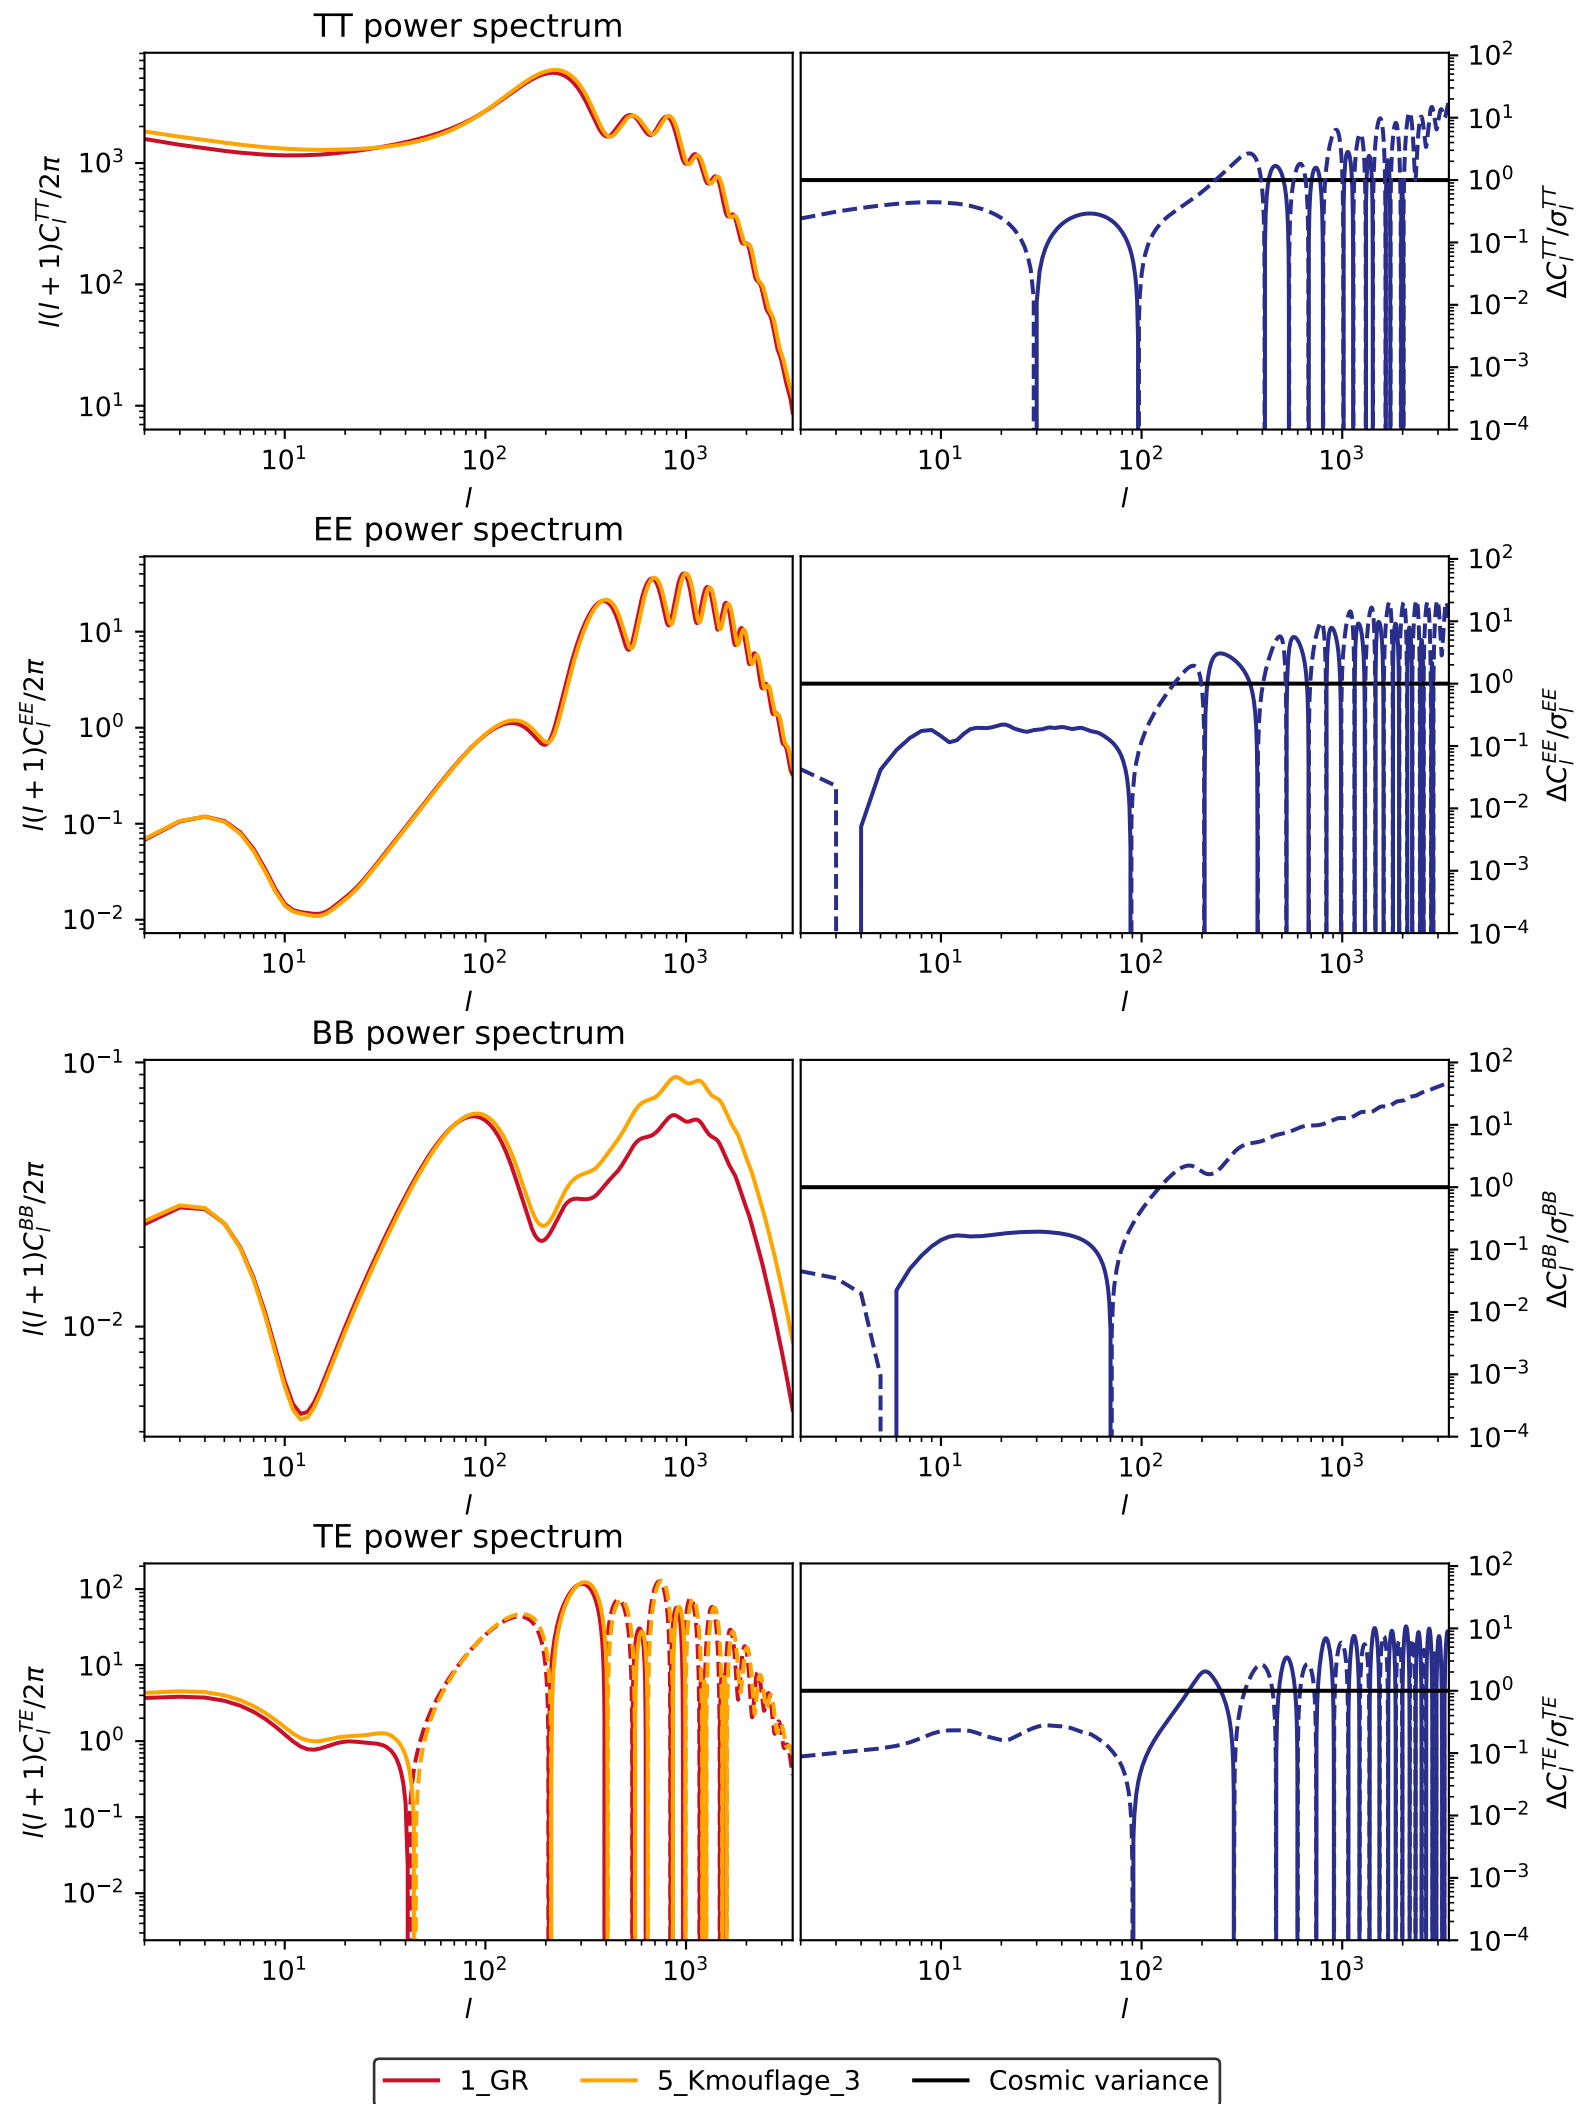 TT power spectrum
l(l + 1)C_l^{TT}/2π
10^3
10^2
10^1
10^1 10^2 10^3
l
10^1 10^2 10^3
l
10^2
10^1
10^0
10^−1
10^−2
10^−3
10^−4
ΔC_l^{TT}/σ_l^{TT}
EE power spectrum
l(l + 1)C_l^{EE}/2π
10^1
10^0
10^−1
10^−2
10^1 10^2 10^3
l
10^1 10^2 10^3
l
10^2
10^1
10^0
10^−1
10^−2
10^−3
10^−4
ΔC_l^{EE}/σ_l^{EE}
BB power spectrum
l(l + 1)C_l^{BB}/2π
10^−1
10^−2
10^1 10^2 10^3
l
10^1 10^2 10^3
l
10^2
10^1
10^0
10^−1
10^−2
10^−3
10^−4
ΔC_l^{BB}/σ_l^{BB}
TE power spectrum
l(l + 1)C_l^{TE}/2π
10^2
10^1
10^0
10^−1
10^−2
10^1 10^2 10^3
l
10^1 10^2 10^3
l
10^2
10^1
10^0
10^−1
10^−2
10^−3
10^−4
ΔC_l^{TE}/σ_l^{TE}
1_GR 5_Kmouflage_3 Cosmic variance